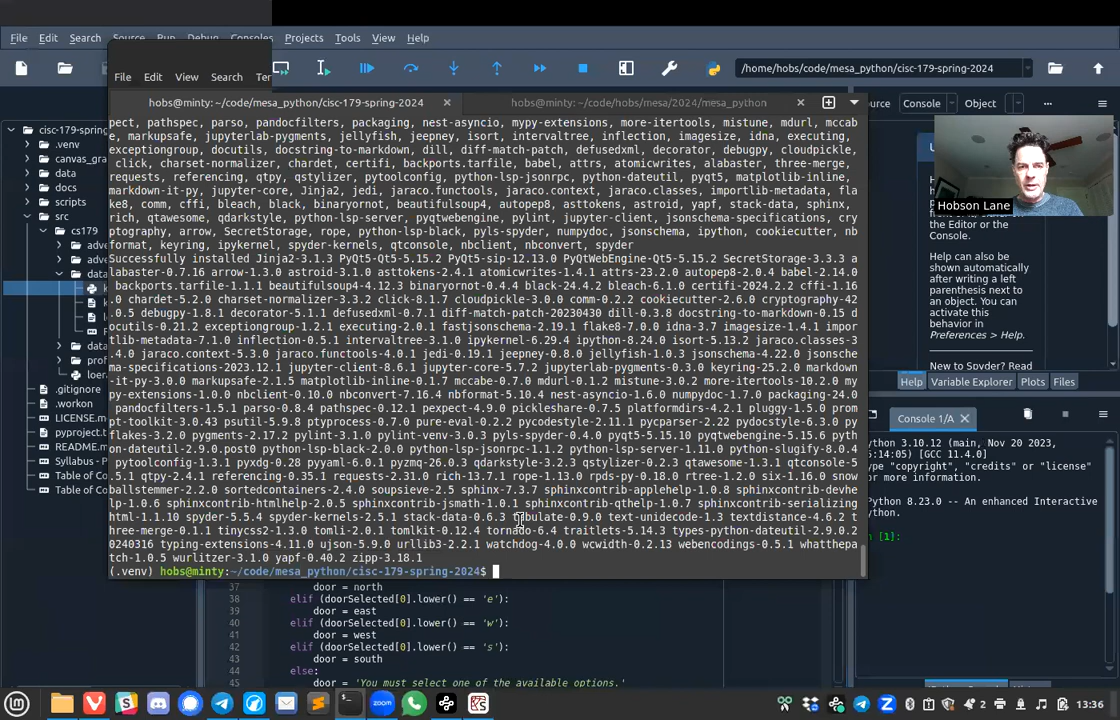 File Edit Search Source Run Debug Consoles Projects Tools View Help
/home/hobs/code/mesa_python/cisc-179-spring-2024
File Edit View Search Ter
hobs@minty: ~/code/mesa_python/cisc-179-spring-2024
hobs@minty: ~/code/hobs/mesa/2024/mesa_python
pect, pathspec, parso, pandocfilters, packaging, nest-asyncio, mypy-extensions, more-itertools, mistune, mdurl, mccab
e, markupsafe, jupyterlab-pygments, jellyfish, jeepney, isort, intervaltree, inflection, imagesize, idna, executing,
exceptiongroup, docutils, docstring-to-markdown, dill, diff-match-patch, defusedxml, decorator, debugpy, cloudpickle,
click, charset-normalizer, chardet, certifi, backports.tarfile, babel, attrs, atomicwrites, alabaster, three-merge,
requests, referencing, qtpy, qstylizer, pytoolconfig, python-lsp-jsonrpc, python-dateutil, pyqt5, matplotlib-inline,
markdown-it-py, jupyter-core, Jinja2, jedi, jaraco.functools, jaraco.context, jaraco.classes, importlib-metadata, fla
ke8, comm, cffi, bleach, black, binaryornot, beautifulsoup4, autopep8, asttokens, astroid, yapf, stack-data, sphinx,
rich, qtawesome, qdarkstyle, python-lsp-server, pyqtwebengine, pylint, jupyter-client, jsonschema-specifications, cry
ptography, arrow, SecretStorage, rope, python-lsp-black, pyls-spyder, numpydoc, jsonschema, ipython, cookiecutter, nb
format, keyring, ipykernel, spyder-kernels, qtconsole, nbclient, nbconvert, spyder
Successfully installed Jinja2-3.1.3 PyQt5-Qt5-5.15.2 PyQt5-sip-12.13.0 PyQtWebEngine-Qt5-5.15.2 SecretStorage-3.3.3 a
labaster-0.7.16 arrow-1.3.0 astroid-3.1.0 asttokens-2.4.1 atomicwrites-1.4.1 attrs-23.2.0 autopep8-2.0.4 babel-2.14.0
backports.tarfile-1.1.1 beautifulsoup4-4.12.3 binaryornot-0.4.4 black-24.4.2 bleach-6.1.0 certifi-2024.2.2 cffi-1.16
.0 chardet-5.2.0 charset-normalizer-3.3.2 click-8.1.7 cloudpickle-3.0.0 comm-0.2.2 cookiecutter-2.6.0 cryptography-42
.0.5 debugpy-1.8.1 decorator-5.1.1 defusedxml-0.7.1 diff-match-patch-20230430 dill-0.3.8 docstring-to-markdown-0.15 d
ocutils-0.21.2 exceptiongroup-1.2.1 executing-2.0.1 fastjsonschema-2.19.1 flake8-7.0.0 idna-3.7 imagesize-1.4.1 impor
tlib-metadata-7.1.0 inflection-0.5.1 intervaltree-3.1.0 ipykernel-6.29.4 ipython-8.24.0 isort-5.13.2 jaraco.classes-3
.4.0 jaraco.context-5.3.0 jaraco.functools-4.0.1 jedi-0.19.1 jeepney-0.8.0 jellyfish-1.0.3 jsonschema-4.22.0 jsonsche
ma-specifications-2023.12.1 jupyter-client-8.6.1 jupyter-core-5.7.2 jupyterlab-pygments-0.3.0 keyring-25.2.0 markdown
-it-py-3.0.0 markupsafe-2.1.5 matplotlib-inline-0.1.7 mccabe-0.7.0 mdurl-0.1.2 mistune-3.0.2 more-itertools-10.2.0 my
py-extensions-1.0.0 nbclient-0.10.0 nbconvert-7.16.4 nbformat-5.10.4 nest-asyncio-1.6.0 numpydoc-1.7.0 packaging-24.0
pandocfilters-1.5.1 parso-0.8.4 pathspec-0.12.1 pexpect-4.9.0 pickleshare-0.7.5 platformdirs-4.2.1 pluggy-1.5.0 prom
pt-toolkit-3.0.43 psutil-5.9.8 ptyprocess-0.7.0 pure-eval-0.2.2 pycodestyle-2.11.1 pycparser-2.22 pydocstyle-6.3.0 py
flakes-3.2.0 pygments-2.17.2 pylint-3.1.0 pylint-venv-3.0.3 pyls-spyder-0.4.0 pyqt5-5.15.10 pyqtwebengine-5.15.6 pyth
on-dateutil-2.9.0.post0 python-lsp-black-2.0.0 python-lsp-jsonrpc-1.1.2 python-lsp-server-1.11.0 python-slugify-8.0.4
pytoolconfig-1.3.1 pyxdg-0.28 pyyaml-6.0.1 pyzmq-26.0.3 qdarkstyle-3.2.3 qstylizer-0.2.3 qtawesome-1.3.1 qtconsole-5
.5.1 qtpy-2.4.1 referencing-0.35.1 requests-2.31.0 rich-13.7.1 rope-1.13.0 rpds-py-0.18.0 rtree-1.2.0 six-1.16.0 snow
ballstemmer-2.2.0 sortedcontainers-2.4.0 soupsieve-2.5 sphinx-7.3.7 sphinxcontrib-applehelp-1.0.8 sphinxcontrib-devhe
lp-1.0.6 sphinxcontrib-htmlhelp-2.0.5 sphinxcontrib-jsmath-1.0.1 sphinxcontrib-qthelp-1.0.7 sphinxcontrib-serializing
html-1.1.10 spyder-5.5.4 spyder-kernels-2.5.1 stack-data-0.6.3 tabulate-0.9.0 text-unidecode-1.3 textdistance-4.6.2 t
hree-merge-0.1.1 tinycss2-1.3.0 tomli-2.0.1 tomlkit-0.12.4 tornado-6.4 traitlets-5.14.3 types-python-dateutil-2.9.0.2
0240316 typing-extensions-4.11.0 ujson-5.9.0 urllib3-2.2.1 watchdog-4.0.0 wcwidth-0.2.13 webencodings-0.5.1 whatthepa
tch-1.0.5 wurlitzer-3.1.0 yapf-0.40.2 zipp-3.18.1
(.venv) hobs@minty:~/code/mesa_python/cisc-179-spring-2024$
cisc-179-spring
.venv
canvas_gra
data
docs
scripts
src
cs179
adve
adve
data
k
k
l
R
data
prof
loera
.gitignore
.workon
LICENSE.md
pyproject.t
README.m
Syllabus -
Table of
Table of
37 door = north
38 elif (doorSelected[0].lower() == 'e'):
39 door = east
40 elif (doorSelected[0].lower() == 'w'):
41 door = west
42 elif (doorSelected[0].lower() == 's'):
43 door = south
44 else:
45 door = 'You must select one of the available options.'
ource Console Object
Hobson Lane
the Editor or the
Console.
Help can also be
shown automatically
after writing a left
parenthesis next to
an object. You can
activate this
behavior in
Preferences > Help.
New to Spyder? Read
Help Variable Explorer Plots Files
Console 1/A
ython 3.10.12 (main, Nov 20 2023,
5:14:05) [GCC 11.4.0]
ype "copyright", "credits" or "license"
or more information.
Python 8.23.0 -- An enhanced Interactive
Python.
n [1]:
zoom
2
13:36